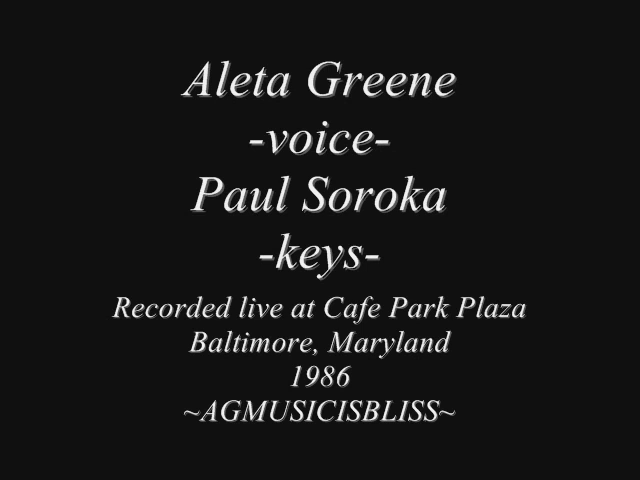 Aleta Greene
-voice-
Paul Soroka
-keys-
Recorded live at Cafe Park Plaza
Baltimore, Maryland
1986
~AGMUSICISBLISS~